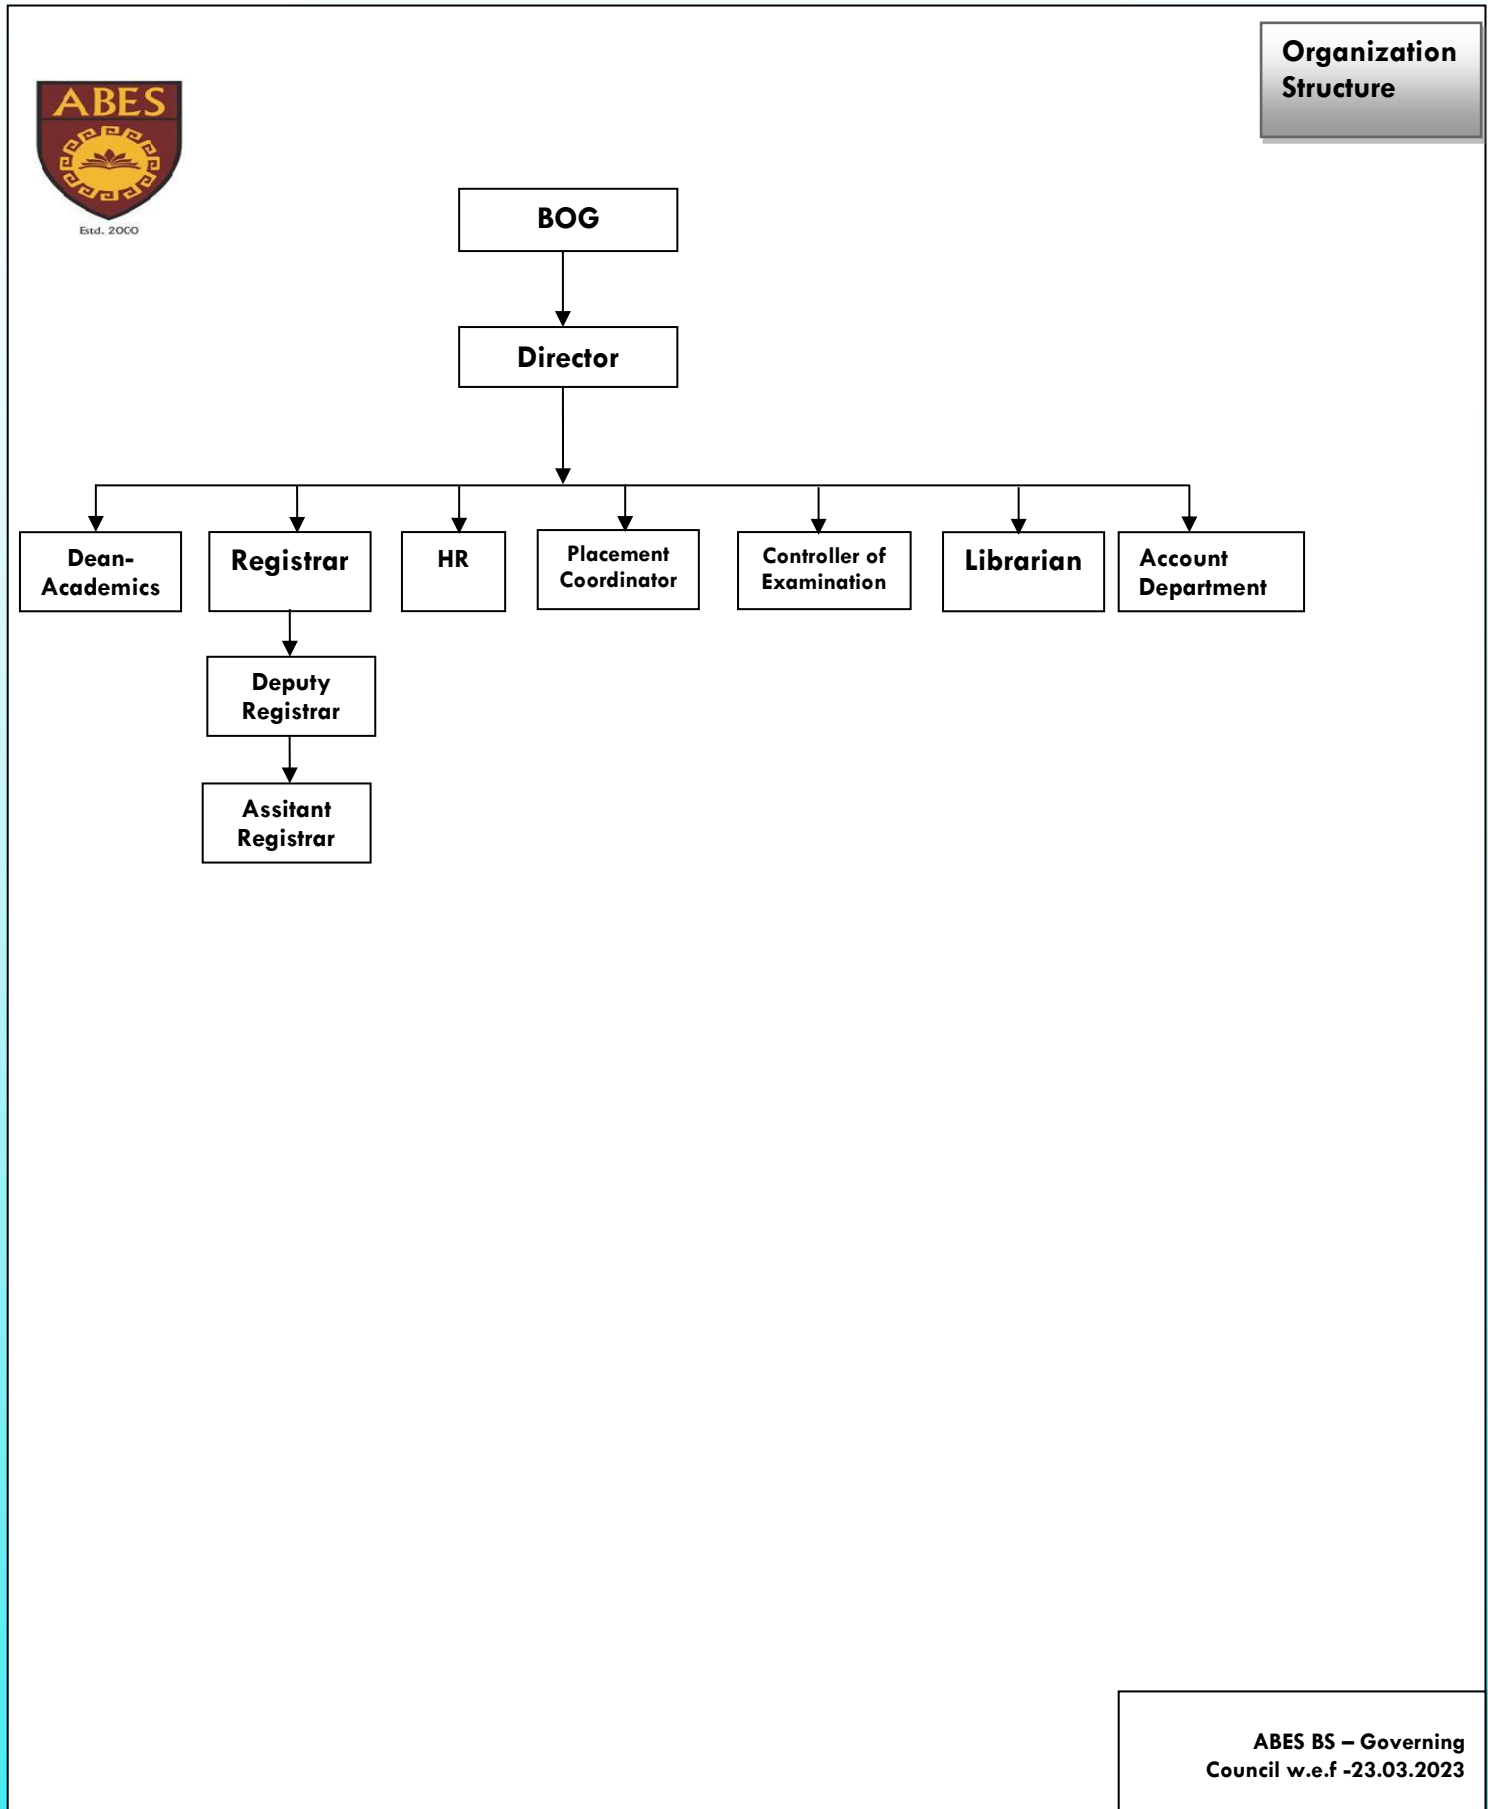 Organization
Structure
ABES
Estd. 2000
BOG
Director
Dean-
Academics
Registrar
HR
Placement
Coordinator
Controller of
Examination
Librarian
Account
Department
Deputy
Registrar
Assitant
Registrar
ABES BS – Governing
Council w.e.f -23.03.2023